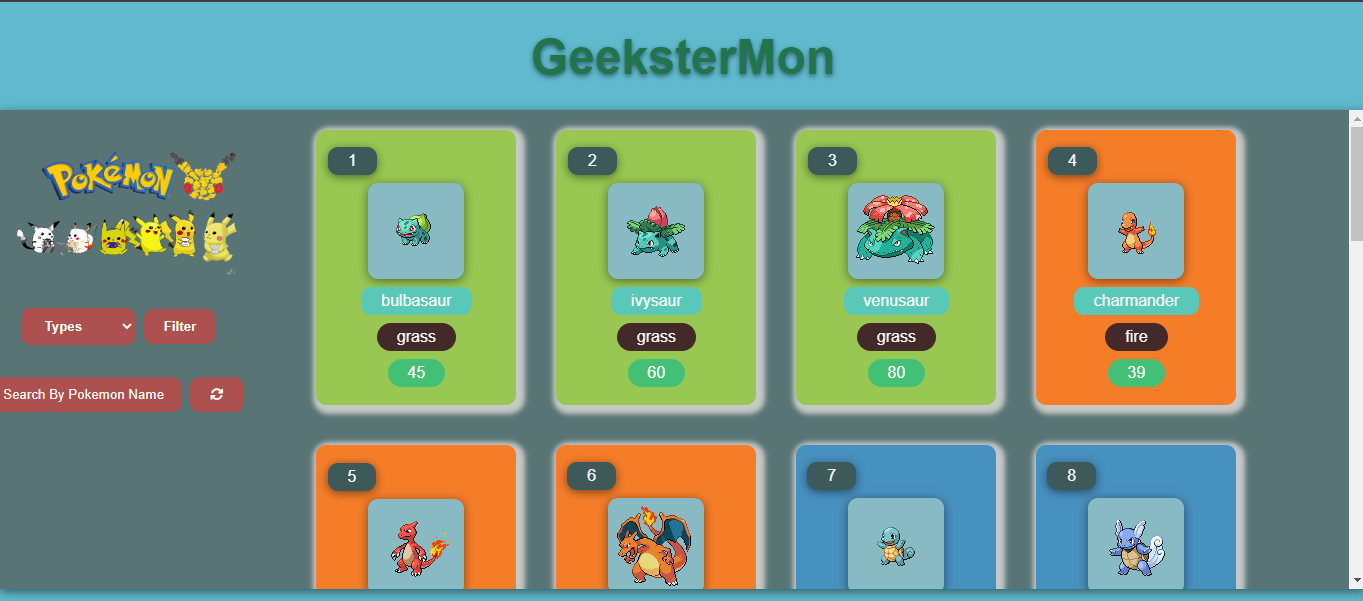 GeeksterMon
POKéMON
Types
Filter
Search By Pokemon Name
1
bulbasaur
grass
45
2
ivysaur
grass
60
3
venusaur
grass
80
4
charmander
fire
39
5
6
7
8